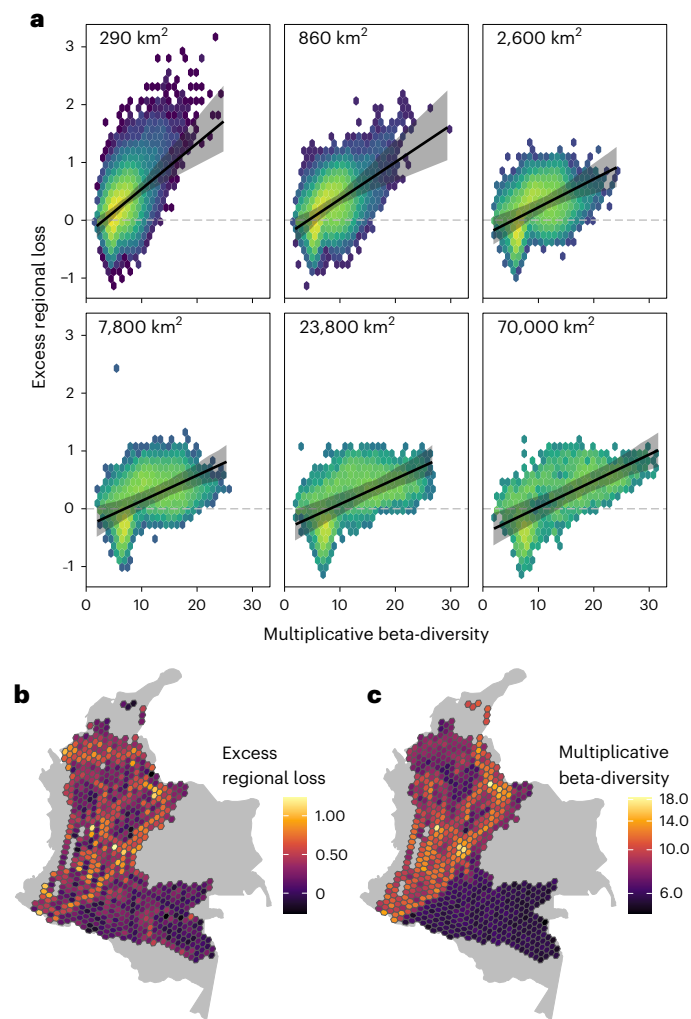 a
290 km²
860 km²
2,600 km²
3
2
1
0
–1
7,800 km²
23,800 km²
70,000 km²
3
2
1
0
-1
0 10 20 30 0 10 20 30 0 10 20 30
Excess regional loss
Multiplicative beta-diversity
b
Excess
regional loss
1.00
0.50
0
c
Multiplicative
beta-diversity
18.0
14.0
10.0
6.0